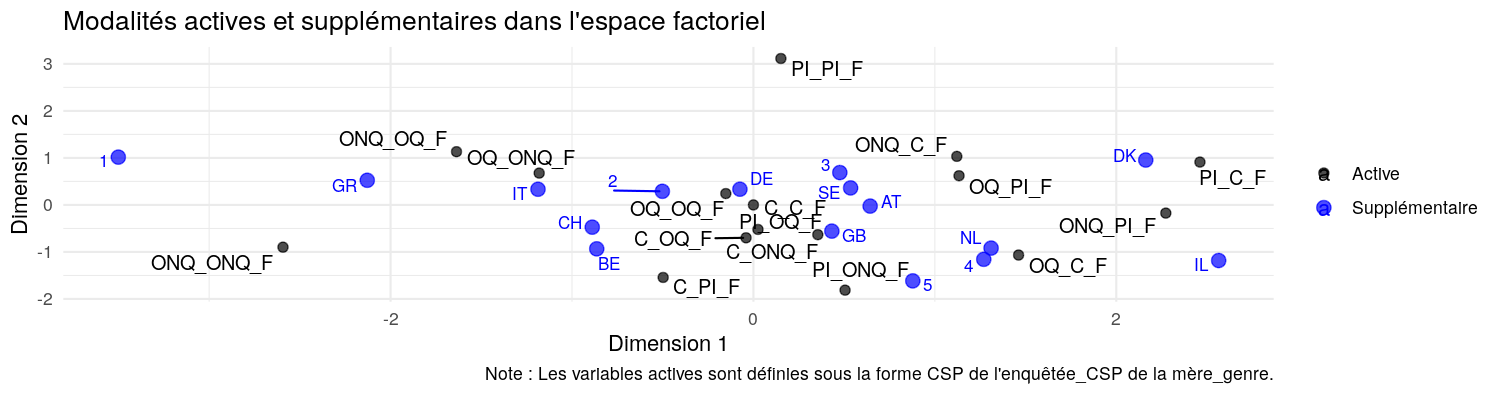 Modalités actives et supplémentaires dans l'espace factoriel
Dimension 2
3
2
1
0
-1
-2
PI_PI_F
ONQ_OQ_F
OQ_ONQ_F
ONQ_C_F
1
GR
IT
2
DE
3
SE
AT
DK
PI_C_F
OQ_PI_F
OQ_OQ_F
C_C_F
PI_OQ_F
ONQ_PI_F
CH
C_OQ_F
GB
NL
C_ONQ_F
BE
ONQ_ONQ_F
PI_ONQ_F
4
OQ_C_F
IL
C_PI_F
5
-2
0
2
Dimension 1
a Active
a Supplémentaire
Note : Les variables actives sont définies sous la forme CSP de l'enquêtée_CSP de la mère_genre.